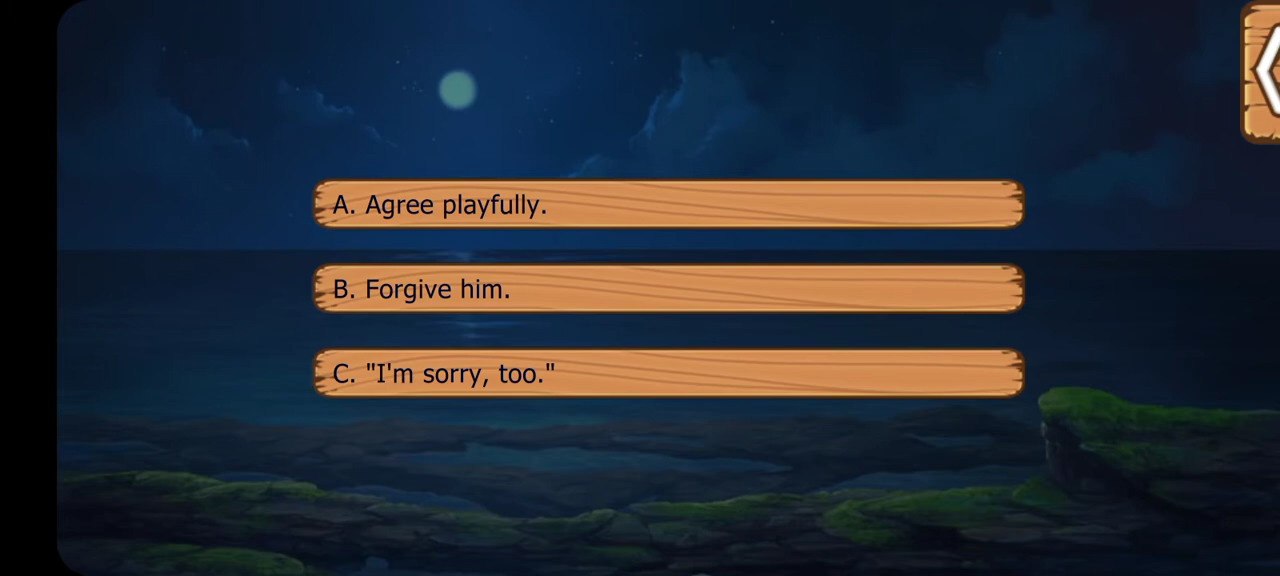 A. Agree playfully.
B. Forgive him.
C. "I'm sorry, too."